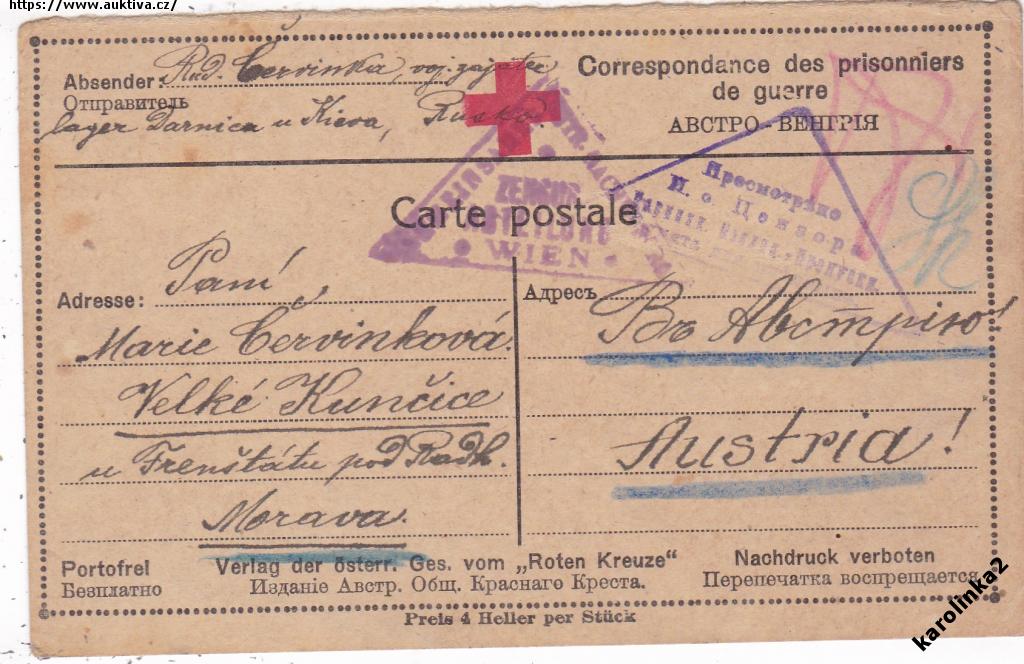 https://www.auktiva.cz/
Absender: Rud. Červinka, voj. zajatec
Отправитель
lager Darnica u Kieva, Rusko.
Correspondance des prisonniers
de guerre
АВСТРО-ВЕНГРІЯ
ZENSUR
WIEN
Просмотрѣно
Carte postale
Adresse: Paní
Marie Červinková
Velké Kunčice
u Frenštátu pod Radh.
Morava.
Адресъ
Въ Австрію!
Austria!
Portofrei
Безплатно
Verlag der österr. Ges. vom „Roten Kreuze“
Изданіе Австр. Общ. Краснаго Креста.
Nachdruck verboten
Перепечатка воспрещается
Preis 4 Heller per Stück
karolinka2